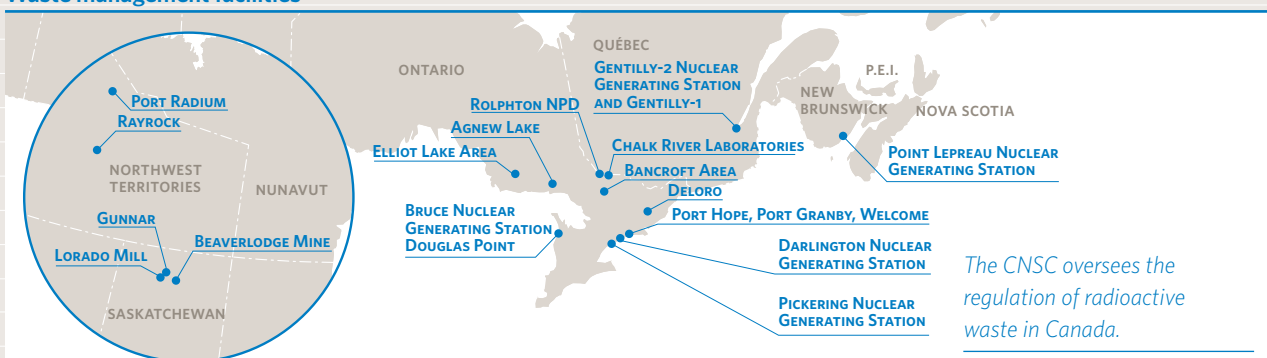 Waste management facilities
QUÉBEC
ONTARIO
P.E.I.
NEW
BRUNSWICK
NOVA SCOTIA
GENTILLY-2 NUCLEAR
GENERATING STATION
AND GENTILLY-1
ROLPHTON NPD
AGNEW LAKE
ELLIOT LAKE AREA
CHALK RIVER LABORATORIES
BANCROFT AREA
DELORO
POINT LEPREAU NUCLEAR
GENERATING STATION
BRUCE NUCLEAR
GENERATING STATION
DOUGLAS POINT
PORT HOPE, PORT GRANBY, WELCOME
DARLINGTON NUCLEAR
GENERATING STATION
PICKERING NUCLEAR
GENERATING STATION
PORT RADIUM
RAYROCK
NORTHWEST
TERRITORIES
NUNAVUT
GUNNAR
BEAVERLODGE MINE
LORADO MILL
SASKATCHEWAN
The CNSC oversees the
regulation of radioactive
waste in Canada.